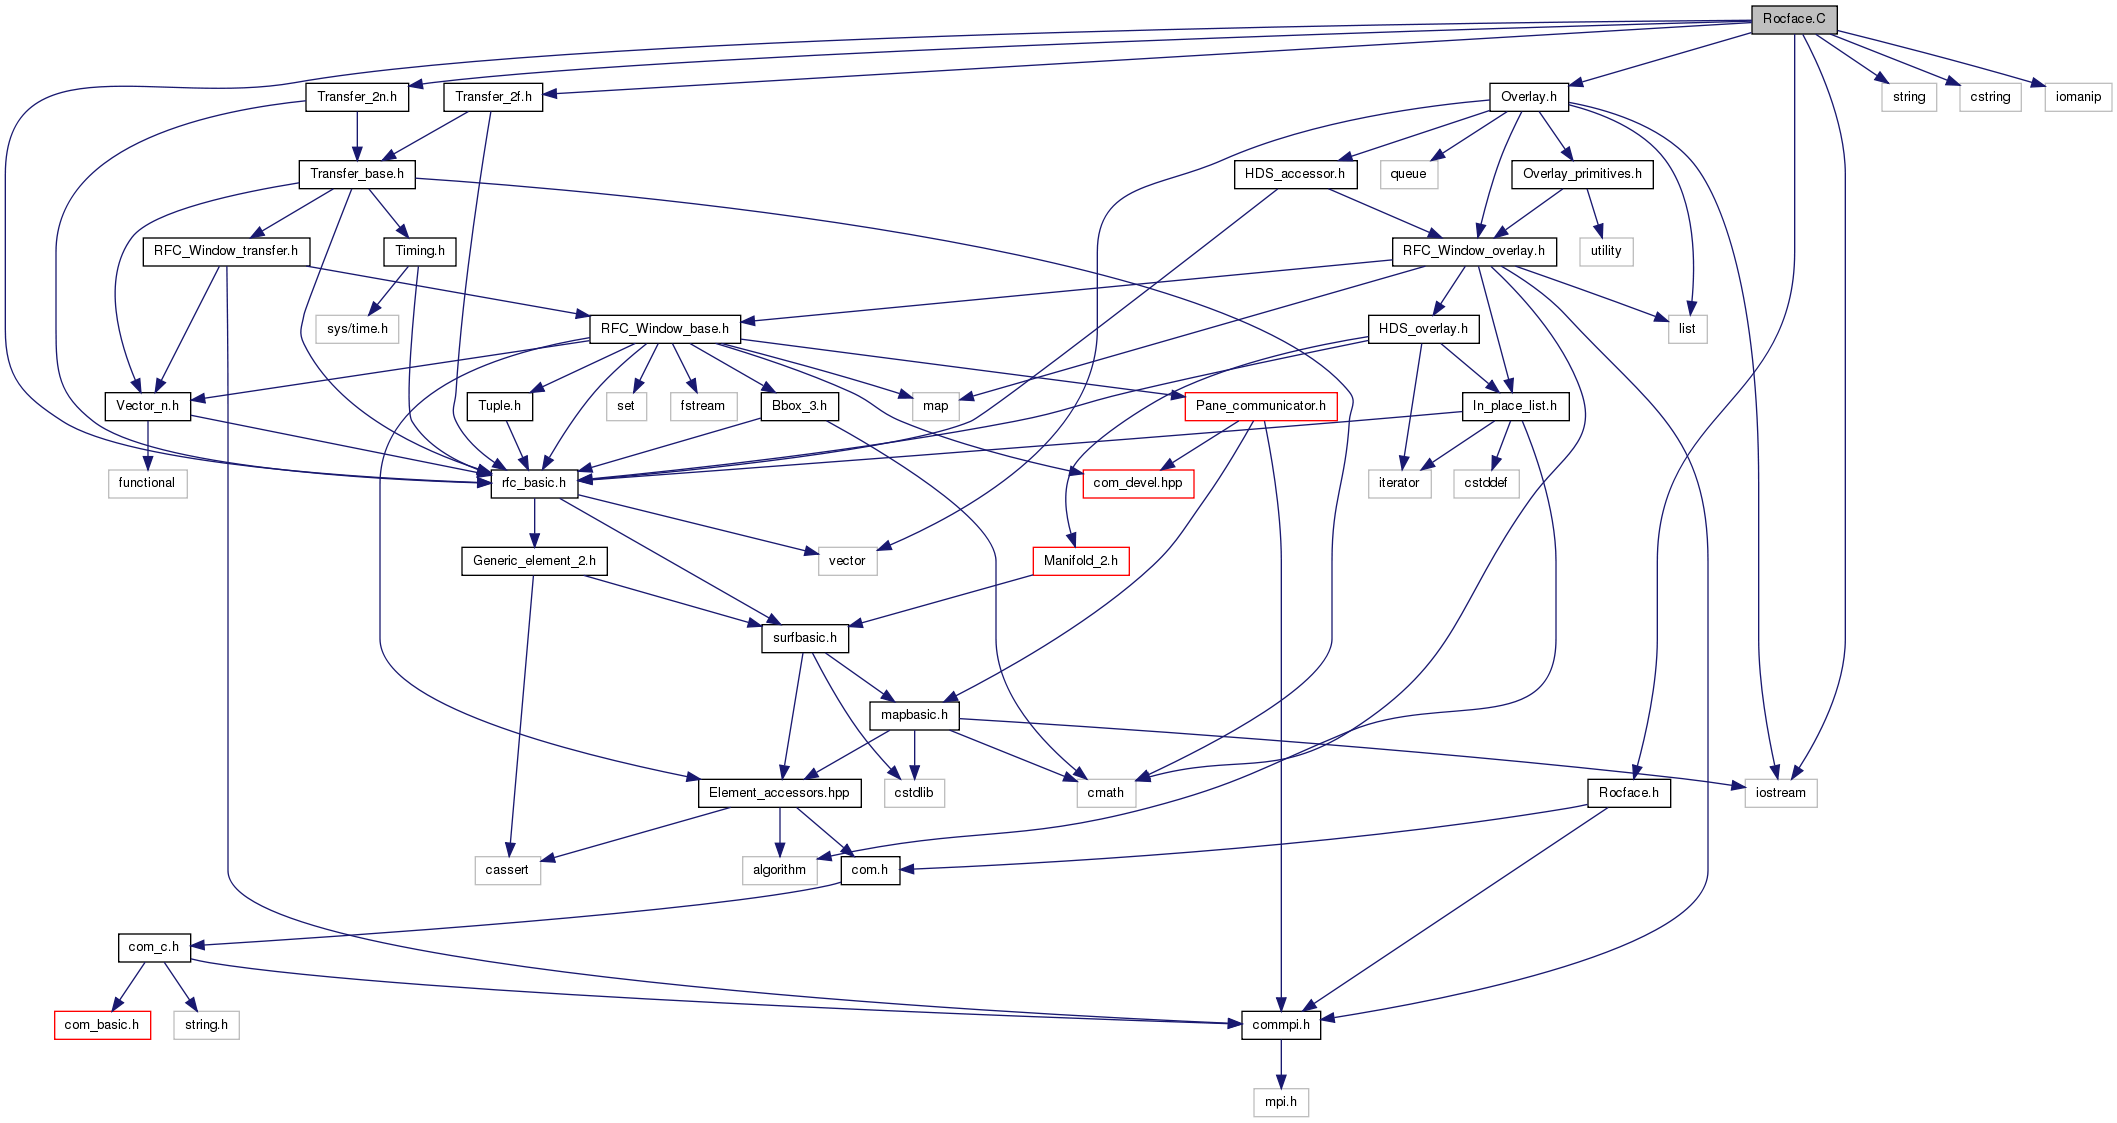 Rocface.C
Transfer_2n.h
Transfer_2f.h
Overlay.h
string
cstring
iomanip
Transfer_base.h
HDS_accessor.h
queue
Overlay_primitives.h
RFC_Window_transfer.h
Timing.h
RFC_Window_overlay.h
utility
sys/time.h
RFC_Window_base.h
HDS_overlay.h
list
Vector_n.h
Tuple.h
set
fstream
Bbox_3.h
map
Pane_communicator.h
In_place_list.h
functional
rfc_basic.h
com_devel.hpp
iterator
cstddef
Generic_element_2.h
vector
Manifold_2.h
surfbasic.h
mapbasic.h
Element_accessors.hpp
cstdlib
cmath
Rocface.h
iostream
cassert
algorithm
com.h
com_c.h
com_basic.h
string.h
commpi.h
mpi.h